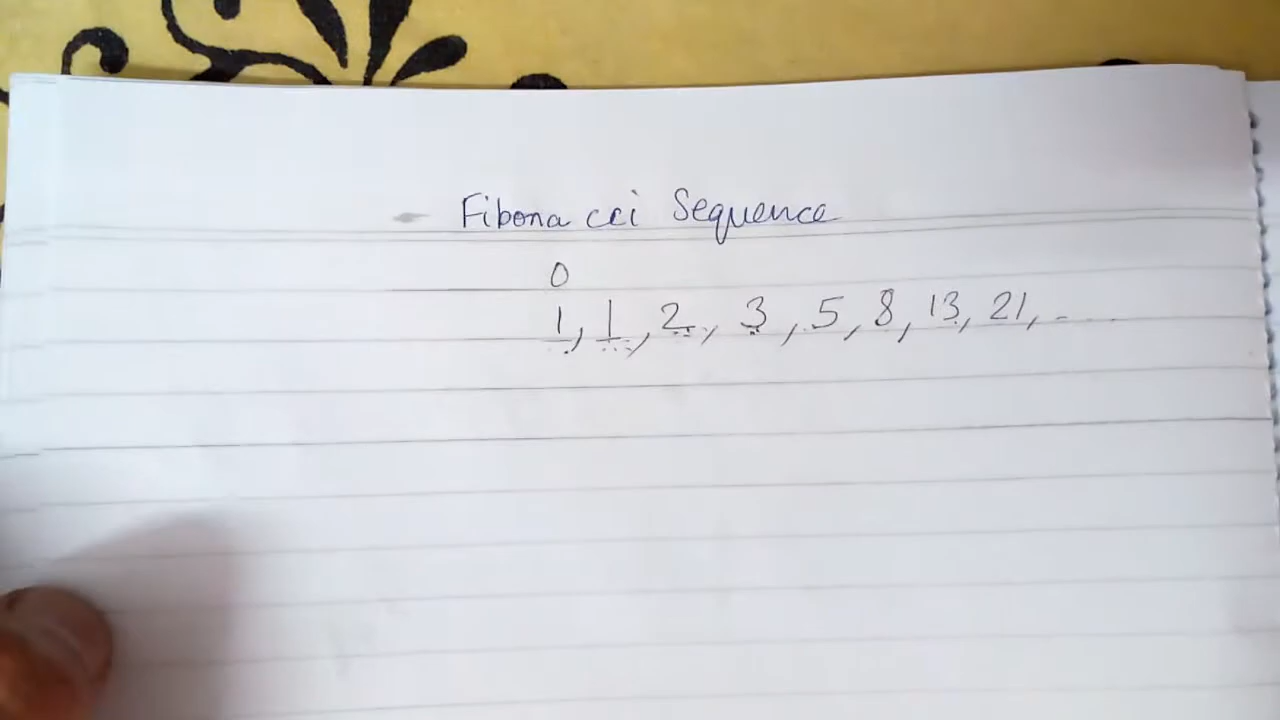 Fibonacci Sequence
0
1, 1, 2, 3, 5, 8, 13, 21, ....